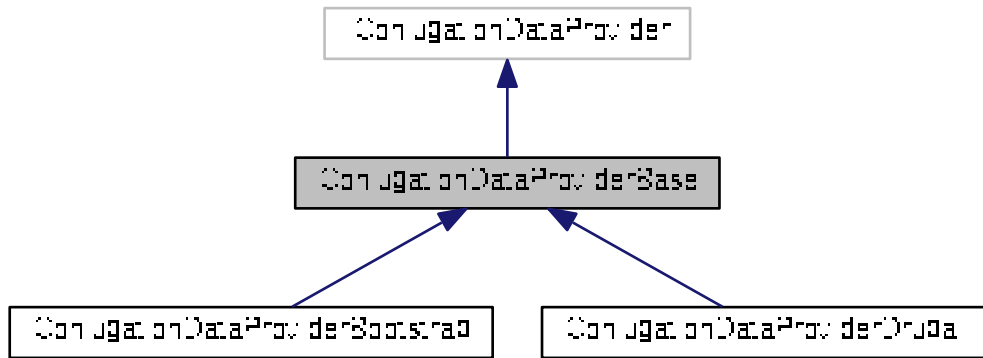 ConjugationDataProvider
ConjugationDataProviderBase
ConjugationDataProviderBootstrap
ConjugationDataProviderDrupal